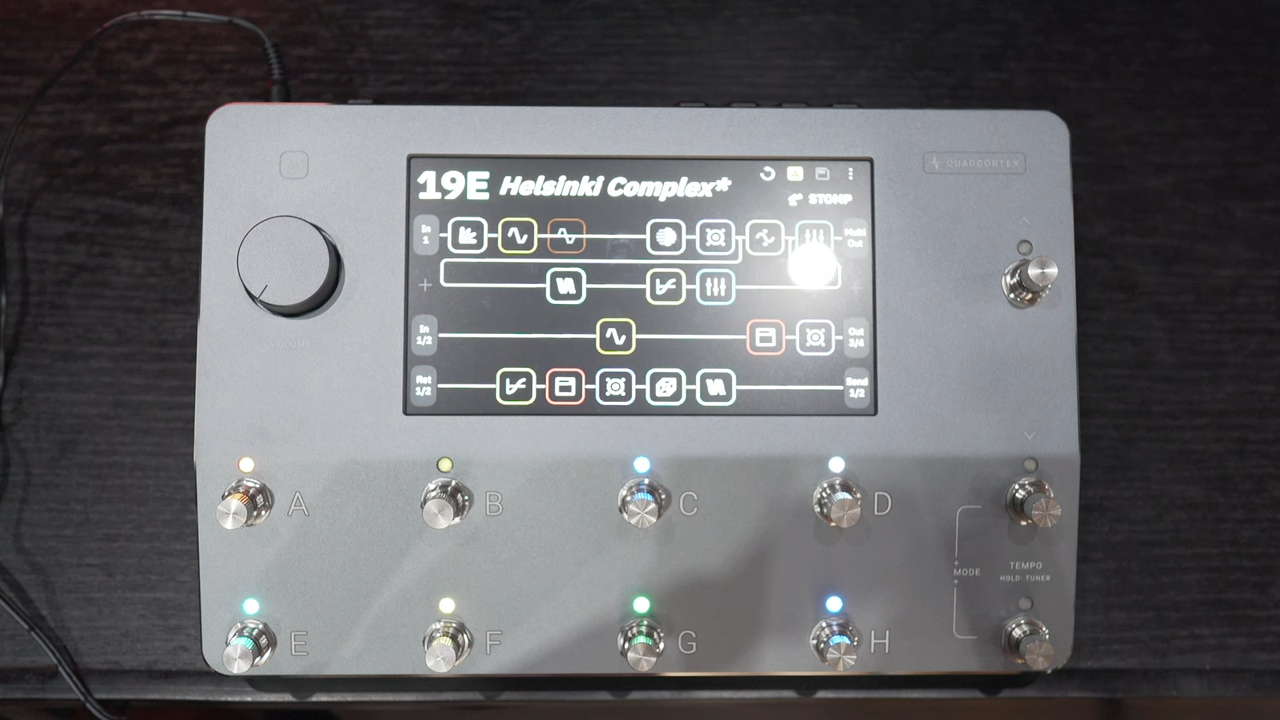 QUAD CORTEX
19E Helsinki Complex*
STOMP
In 1
Multi Out
In 1/2
Out 3/4
Ret 1/2
Send 1/2
VOLUME
A B C D
MODE
TEMPO
HOLD TUNER
E F G H